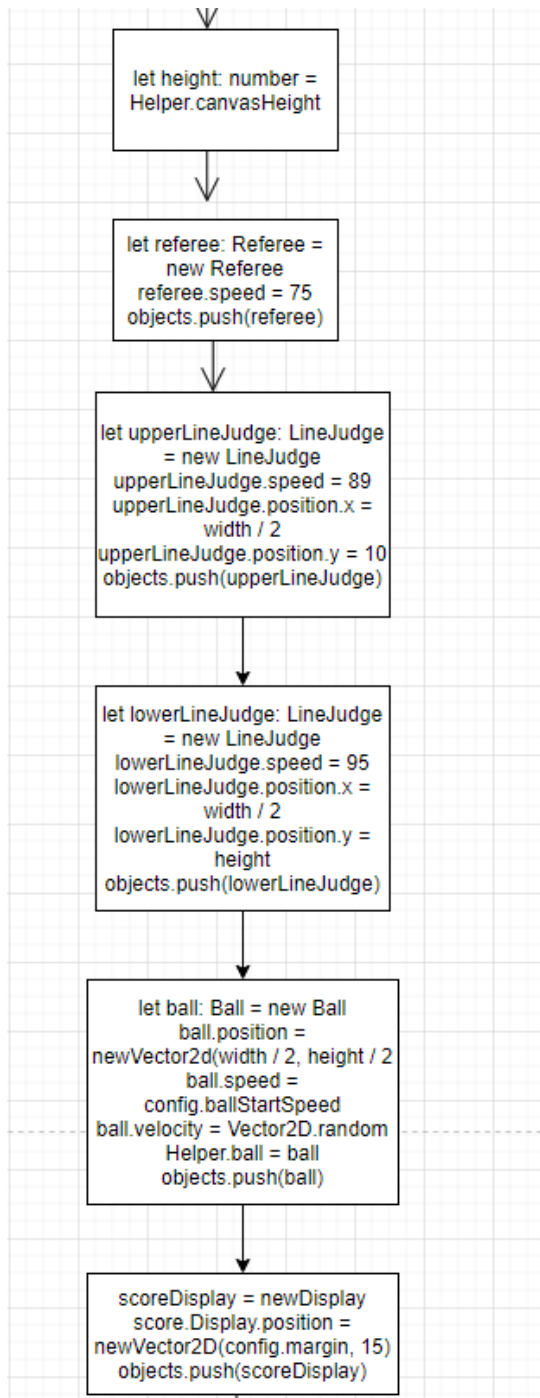 let height: number =
Helper.canvasHeight
let referee: Referee =
new Referee
referee.speed = 75
objects.push(referee)
let upperLineJudge: LineJudge
= new LineJudge
upperLineJudge.speed = 89
upperLineJudge.position.x =
width / 2
upperLineJudge.position.y = 10
objects.push(upperLineJudge)
let lowerLineJudge: LineJudge
= new LineJudge
lowerLineJudge.speed = 95
lowerLineJudge.position.x =
width / 2
lowerLineJudge.position.y =
height
objects.push(lowerLineJudge)
let ball: Ball = new Ball
ball.position =
newVector2d(width / 2, height / 2
ball.speed =
config.ballStartSpeed
ball.velocity = Vector2D.random
Helper.ball = ball
objects.push(ball)
scoreDisplay = newDisplay
score.Display.position =
newVector2D(config.margin, 15)
objects.push(scoreDisplay)